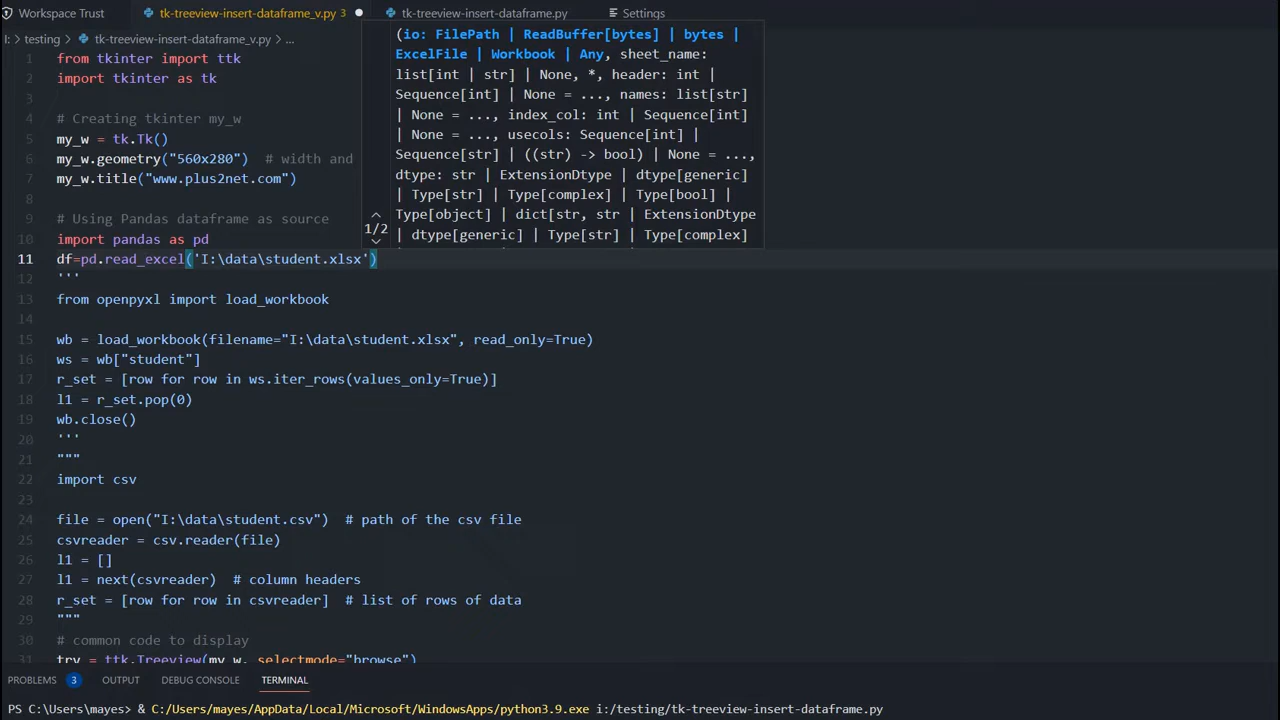 Workspace Trust tk-treeview-insert-dataframe_v.py 3 tk-treeview-insert-dataframe.py Settings
I: > testing > tk-treeview-insert-dataframe_v.py > ...
(io: FilePath | ReadBuffer[bytes] | bytes |
ExcelFile | Workbook | Any, sheet_name:
list[int | str] | None, *, header: int |
Sequence[int] | None = ..., names: list[str]
| None = ..., index_col: int | Sequence[int]
| None = ..., usecols: Sequence[int] |
Sequence[str] | ((str) -> bool) | None = ...,
dtype: str | ExtensionDtype | dtype[generic]
| Type[str] | Type[complex] | Type[bool] |
Type[object] | dict[str, str | ExtensionDtype
| dtype[generic] | Type[str] | Type[complex]
1/2
1 from tkinter import ttk
2 import tkinter as tk
3
4 # Creating tkinter my_w
5 my_w = tk.Tk()
6 my_w.geometry("560x280")  # width and
7 my_w.title("www.plus2net.com")
8
9 # Using Pandas dataframe as source
10 import pandas as pd
11 df=pd.read_excel('I:\data\student.xlsx')
12 '''
13 from openpyxl import load_workbook
14
15 wb = load_workbook(filename="I:\data\student.xlsx", read_only=True)
16 ws = wb["student"]
17 r_set = [row for row in ws.iter_rows(values_only=True)]
18 l1 = r_set.pop(0)
19 wb.close()
20 '''
21 """
22 import csv
23
24 file = open("I:\data\student.csv")  # path of the csv file
25 csvreader = csv.reader(file)
26 l1 = []
27 l1 = next(csvreader)  # column headers
28 r_set = [row for row in csvreader]  # list of rows of data
29 """
30 # common code to display
31 trv = ttk.Treeview(my_w, selectmode="browse")
PROBLEMS 3 OUTPUT DEBUG CONSOLE TERMINAL
PS C:\Users\mayes> & C:/Users/mayes/AppData/Local/Microsoft/WindowsApps/python3.9.exe i:/testing/tk-treeview-insert-dataframe.py